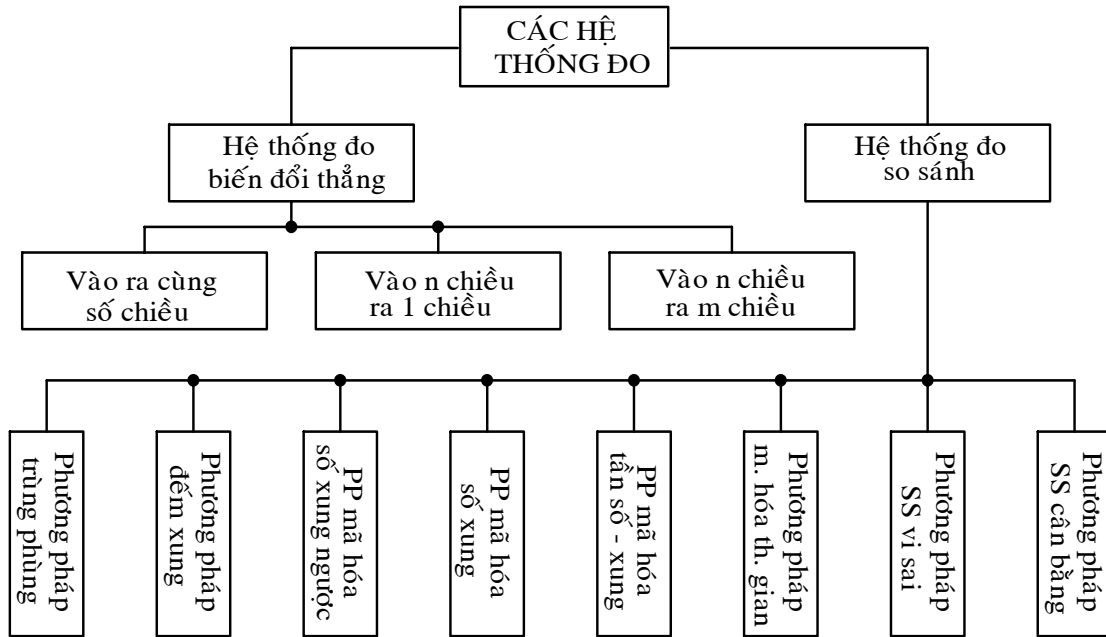 CÁC HỆ
THỐNG ĐO
Hệ thống đo
biến đổi thẳng
Hệ thống đo
so sánh
Vào ra cùng
số chiều
Vào n chiều
ra 1 chiều
Vào n chiều
ra m chiều
Phương pháp
trùng phùng
Phương pháp
đếm xung
PP mã hóa
số xung ngược
PP mã hóa
số xung
PP mã hóa
tần số - xung
Phương pháp
m. hóa th. gian
Phương pháp
SS vi sai
Phương pháp
SS cân bằng